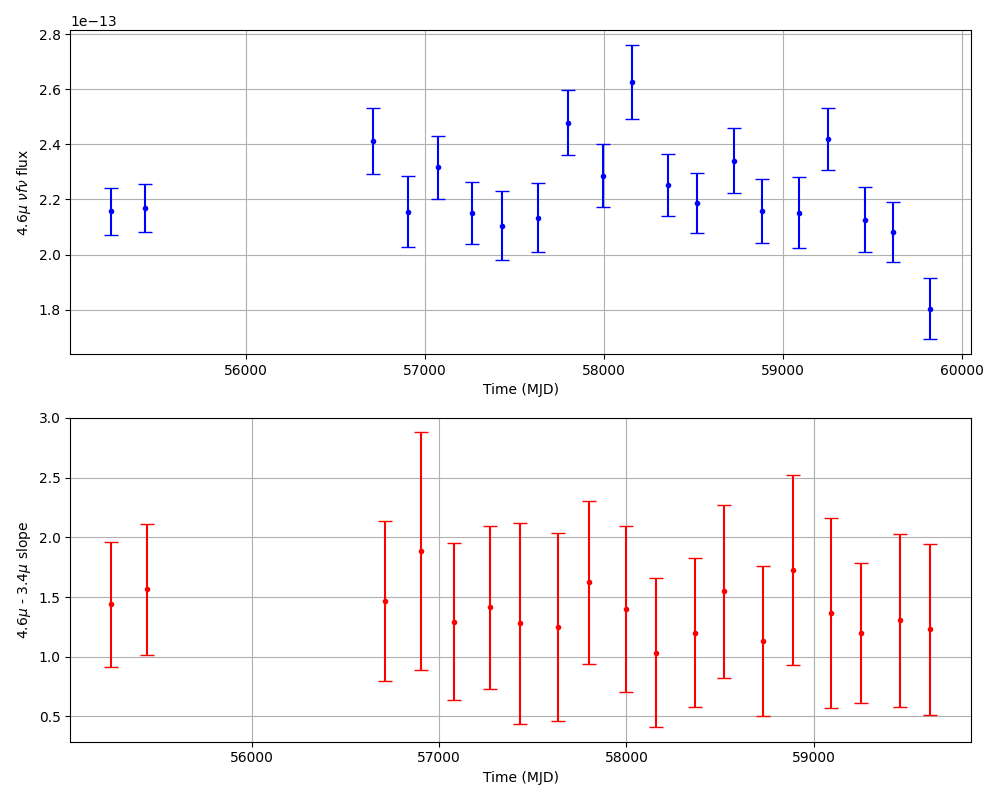 1e−13
2.8
2.6
2.4
2.2
2.0
1.8
4.6μ νfν flux
56000 57000 58000 59000 60000
Time (MJD)
3.0
2.5
2.0
1.5
1.0
0.5
4.6μ - 3.4μ slope
56000 57000 58000 59000
Time (MJD)